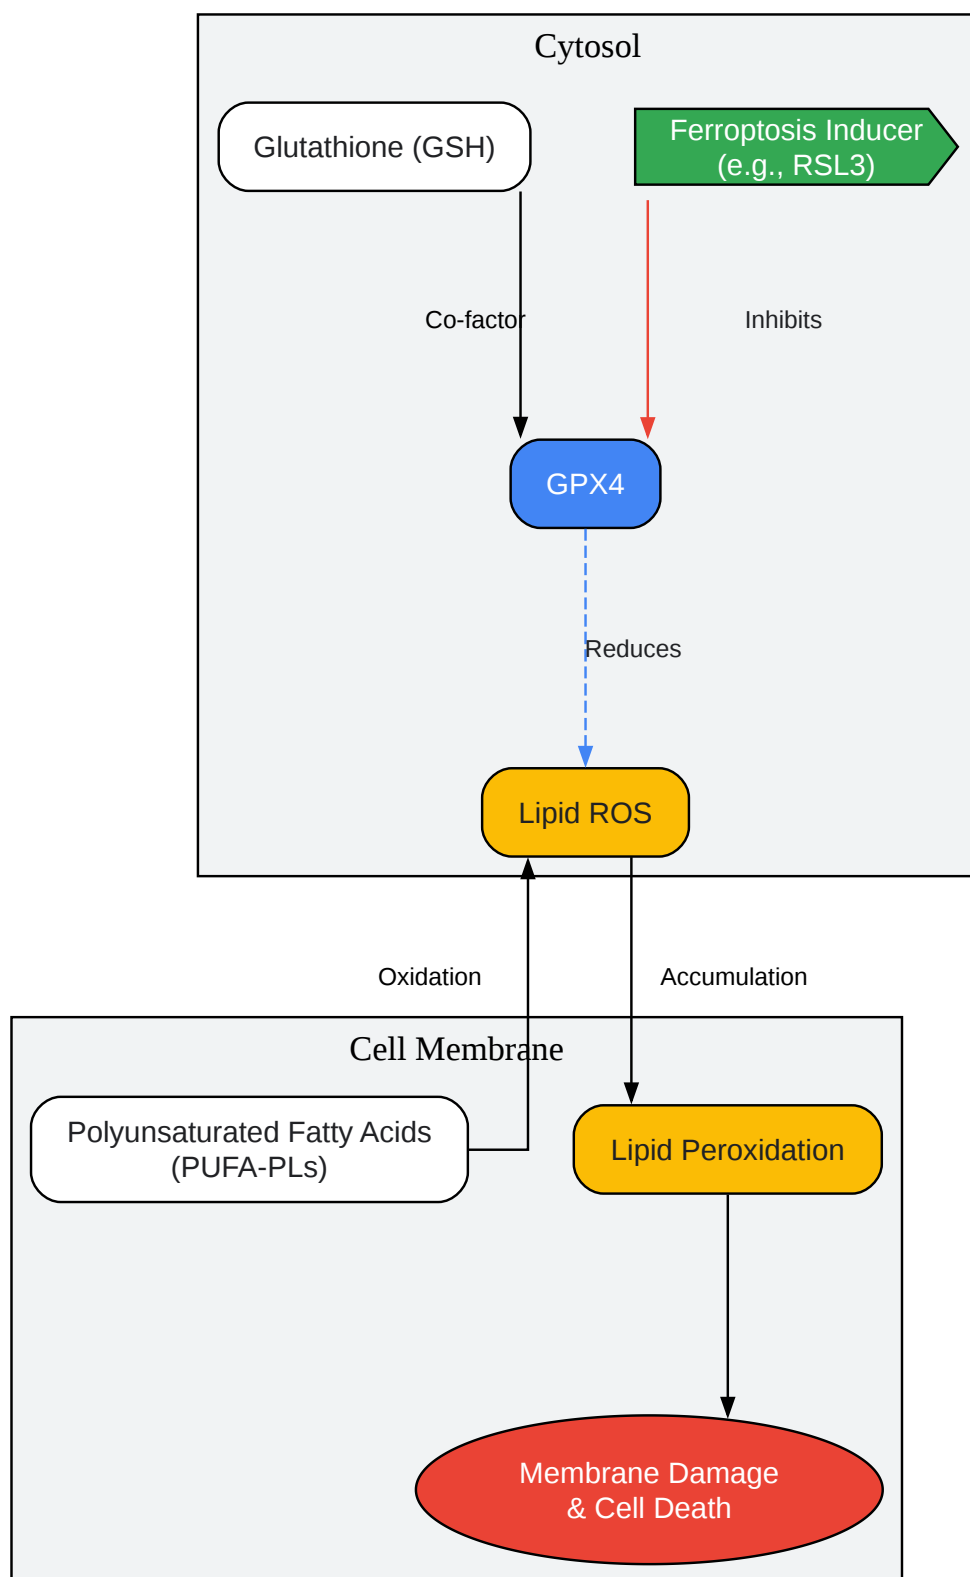 Cytosol
Glutathione (GSH)
Ferroptosis Inducer
(e.g., RSL3)
Co-factor
Inhibits
GPX4
Reduces
Lipid ROS
Oxidation
Accumulation
Cell Membrane
Polyunsaturated Fatty Acids
(PUFA-PLs)
Lipid Peroxidation
Membrane Damage
& Cell Death